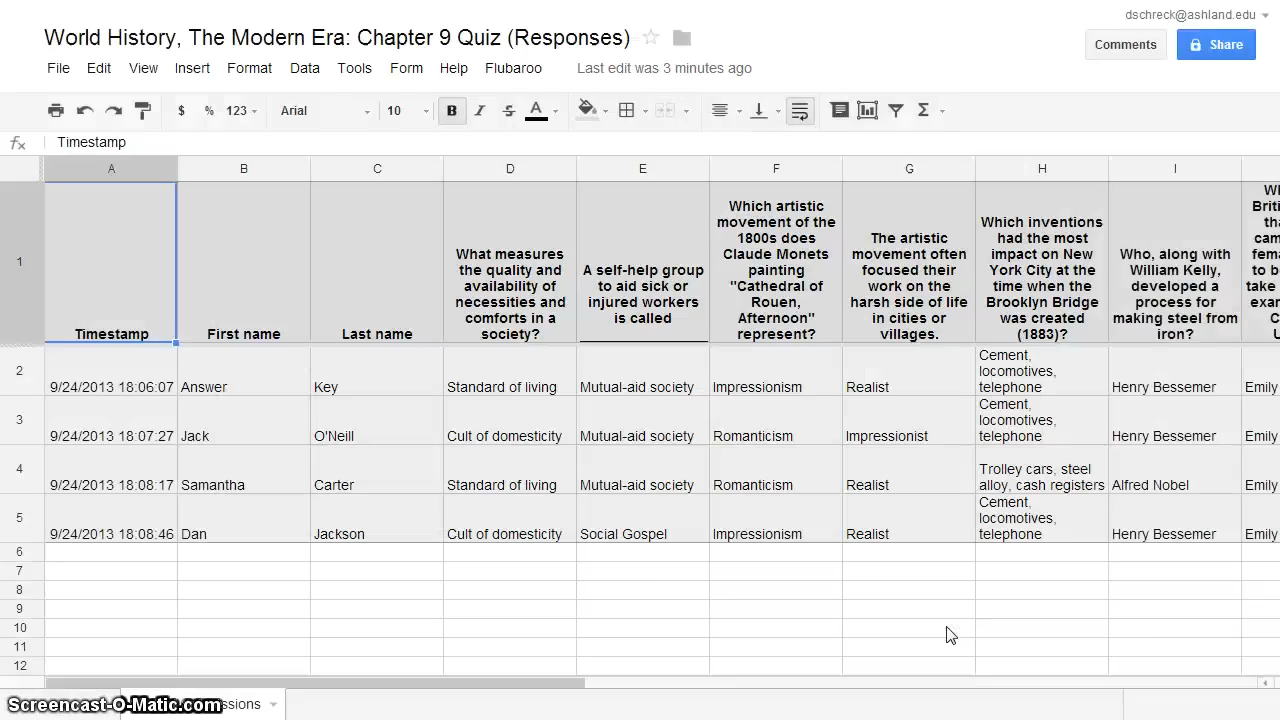 dschreck@ashland.edu
World History, The Modern Era: Chapter 9 Quiz (Responses)
Comments
Share
File Edit View Insert Format Data Tools Form Help Flubaroo Last edit was 3 minutes ago
$ % 123 Arial 10 B I S A Σ
fx Timestamp
A B C D E F G H I
1
Timestamp
First name
Last name
What measures
the quality and
availability of
necessities and
comforts in a
society?
A self-help group
to aid sick or
injured workers
is called
Which artistic
movement of the
1800s does
Claude Monets
painting
"Cathedral of
Rouen,
Afternoon"
represent?
The artistic
movement often
focused their
work on the
harsh side of life
in cities or
villages.
Which inventions
had the most
impact on New
York City at the
time when the
Brooklyn Bridge
was created
(1883)?
Who, along with
William Kelly,
developed a
process for
making steel from
iron?
2
9/24/2013 18:06:07 Answer Key Standard of living Mutual-aid society Impressionism Realist
Cement,
locomotives,
telephone
Henry Bessemer Emily
3
9/24/2013 18:07:27 Jack O'Neill Cult of domesticity Mutual-aid society Romanticism Impressionist
Cement,
locomotives,
telephone
Henry Bessemer Emily
4
9/24/2013 18:08:17 Samantha Carter Standard of living Mutual-aid society Romanticism Realist
Trolley cars, steel
alloy, cash registers
Alfred Nobel Emily
5
9/24/2013 18:08:46 Dan Jackson Cult of domesticity Social Gospel Impressionism Realist
Cement,
locomotives,
telephone
Henry Bessemer Emily
6
7
8
9
10
11
12
Screencast-O-Matic.com